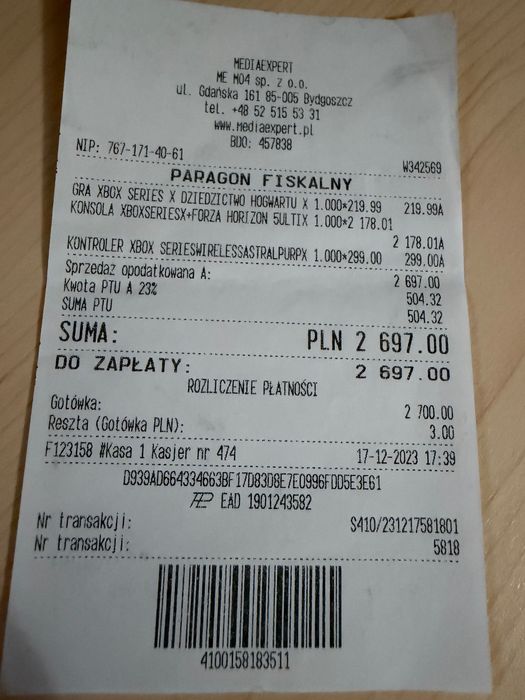 MEDIAEXPERT
ME M04 sp. z o.o.
ul. Gdańska 161 85-005 Bydgoszcz
tel. +48 52 515 53 31
www.mediaexpert.pl
BDO: 457838
NIP: 767-171-40-61
W342569
PARAGON FISKALNY
GRA XBOX SERIES X DZIEDZICTWO HOGWARTU X 1.000*219.99 219.99A
KONSOLA XBOXSERIESX+FORZA HORIZON 5ULTIX 1.000*2 178.01
2 178.01A
KONTROLER XBOX SERIESWIRELESSASTRALPURPX 1.000*299.00 299.00A
Sprzedaż opodatkowana A: 2 697.00
Kwota PTU A 23% 504.32
SUMA PTU 504.32
SUMA: PLN 2 697.00
DO ZAPŁATY: 2 697.00
ROZLICZENIE PŁATNOŚCI
Gotówka: 2 700.00
Reszta (Gotówka PLN): 3.00
F123158 #Kasa 1 Kasjer nr 474 17-12-2023 17:39
D939AD664334663BF17D83D8E7E0996FDD5E3E61
EAD 1901243582
Nr transakcji: S410/231217581801
Nr transakcji: 5818
4100158183511